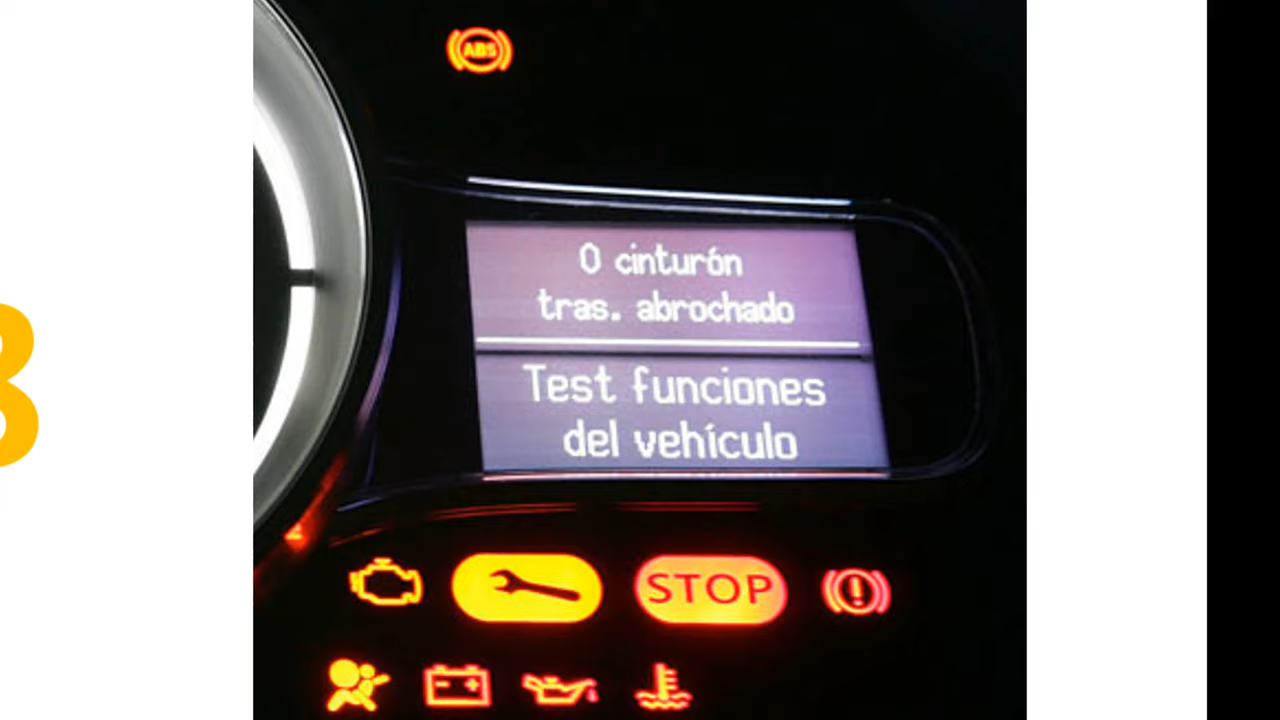 ABS
0 cinturón
tras. abrochado
Test funciones
del vehículo
STOP